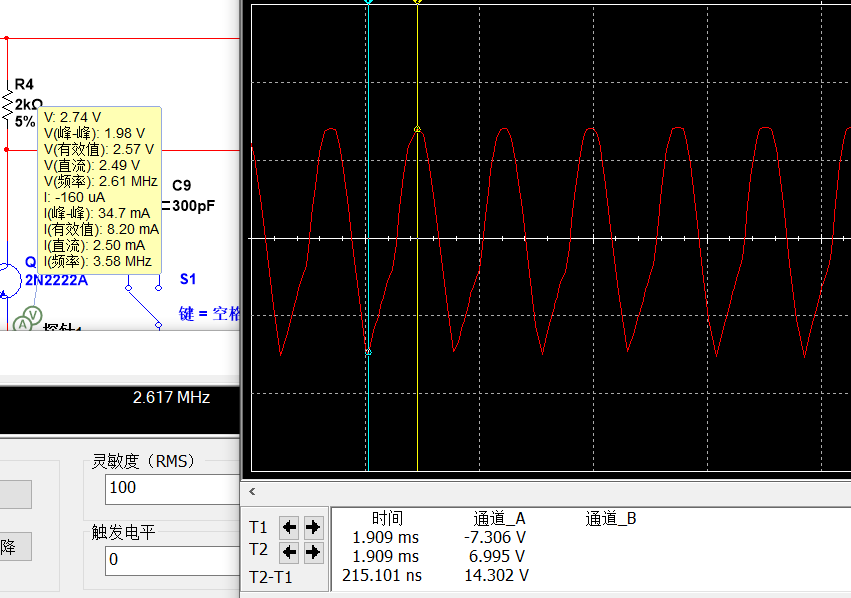 R4
2kΩ
5%
V: 2.74 V
V(峰-峰): 1.98 V
V(有效值): 2.57 V
V(直流): 2.49 V
V(频率): 2.61 MHz
I: -160 uA
I(峰-峰): 34.7 mA
I(有效值): 8.20 mA
I(直流): 2.50 mA
I(频率): 3.58 MHz
C9
300pF
Q
2N2222A
S1
键 = 空格
V
A
探针1
2.617 MHz
灵敏度（RMS）
100
触发电平
0
降
时间 通道_A 通道_B
T1 1.909 ms -7.306 V
T2 1.909 ms 6.995 V
T2-T1 215.101 ns 14.302 V